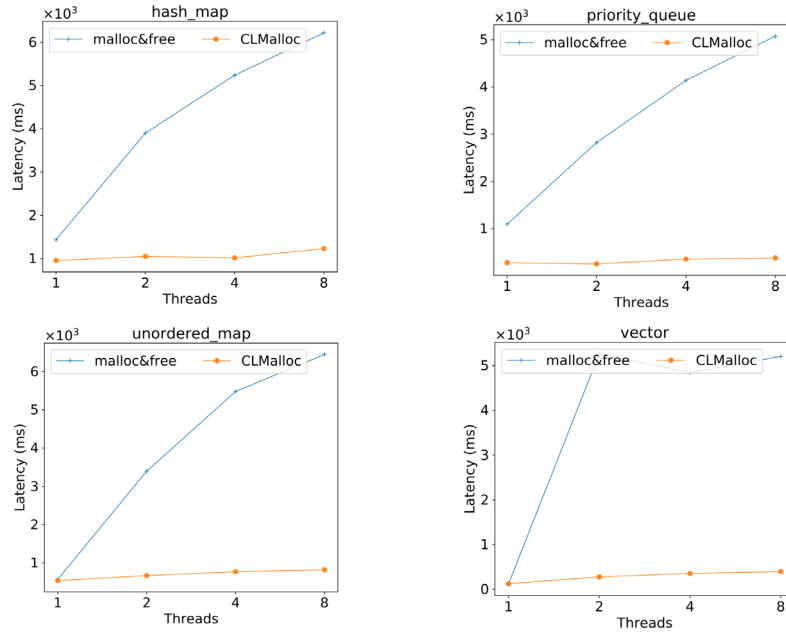 hash_map
×10³
malloc&free
CLMalloc
Latency (ms)
6
5
4
3
2
1
1 2 4 8
Threads
priority_queue
×10³
malloc&free
CLMalloc
Latency (ms)
5
4
3
2
1
1 2 4 8
Threads
unordered_map
×10³
malloc&free
CLMalloc
Latency (ms)
6
5
4
3
2
1
1 2 4 8
Threads
vector
×10³
malloc&free
CLMalloc
Latency (ms)
5
4
3
2
1
0
1 2 4 8
Threads